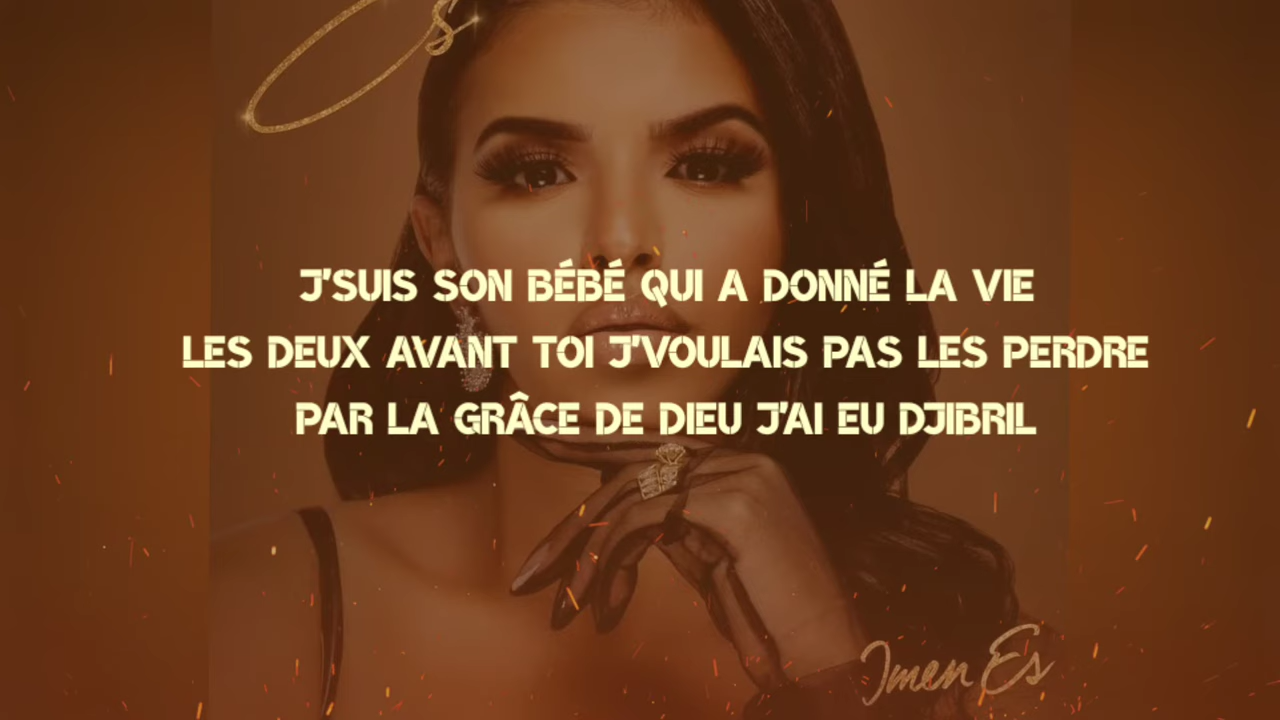 Es
J'SUIS SON BÉBÉ QUI A DONNÉ LA VIE
LES DEUX AVANT TOI J'VOULAIS PAS LES PERDRE
PAR LA GRÂCE DE DIEU J'AI EU DJIBRIL
Imen Es